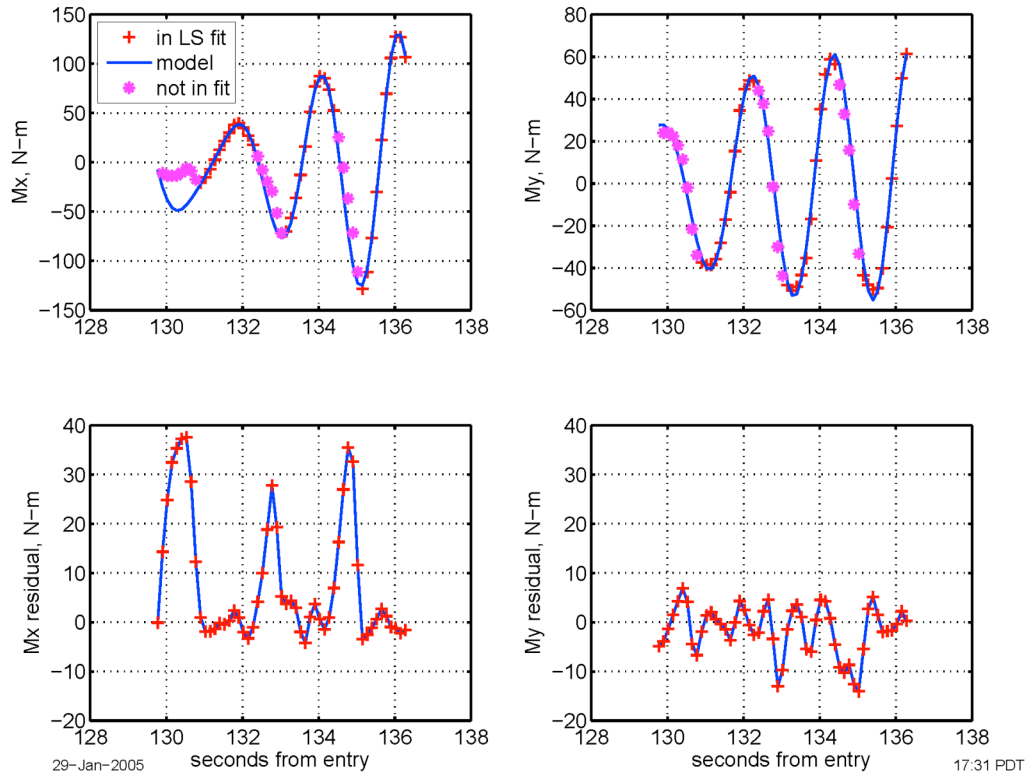 in LS fit
model
not in fit
Mx, N−m
150
100
50
0
−50
−100
−150
128 130 132 134 136 138
My, N−m
80
60
40
20
0
−20
−40
−60
128 130 132 134 136 138
Mx residual, N−m
40
30
20
10
0
−10
−20
128 130 132 134 136 138
seconds from entry
My residual, N−m
40
30
20
10
0
−10
−20
128 130 132 134 136 138
seconds from entry
29−Jan−2005
17:31 PDT